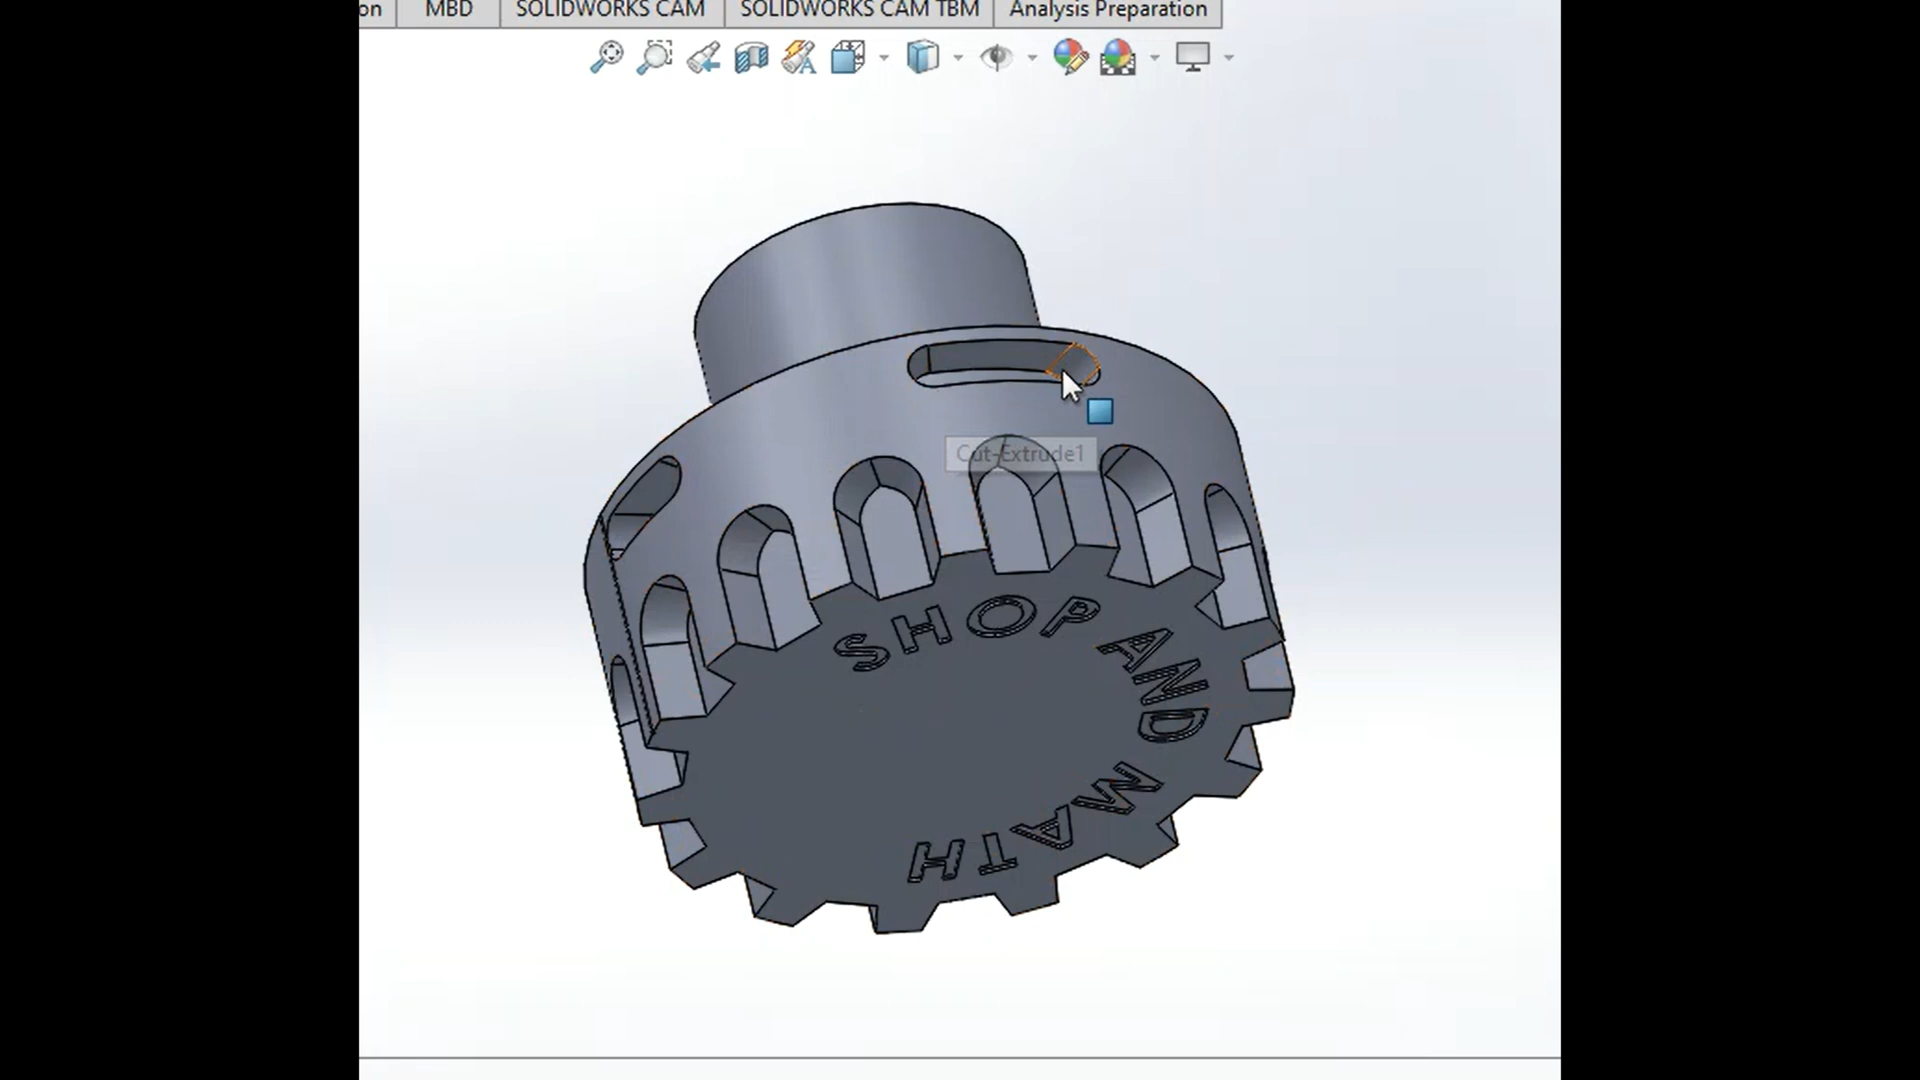 on MBD SOLIDWORKS CAM SOLIDWORKS CAM TBM Analysis Preparation
Cut-Extrude1
SHOP AND MATH